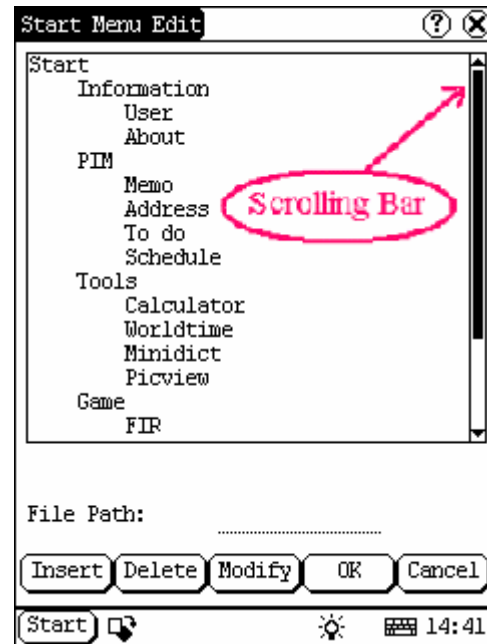 Start Menu Edit ?
Start
Information
User
About
PIM
Memo
Address
To do
Schedule
Scrolling Bar
Tools
Calculator
Worldtime
Minidict
Picview
Game
FIR
File Path:
Insert Delete Modify OK Cancel
Start 14:41